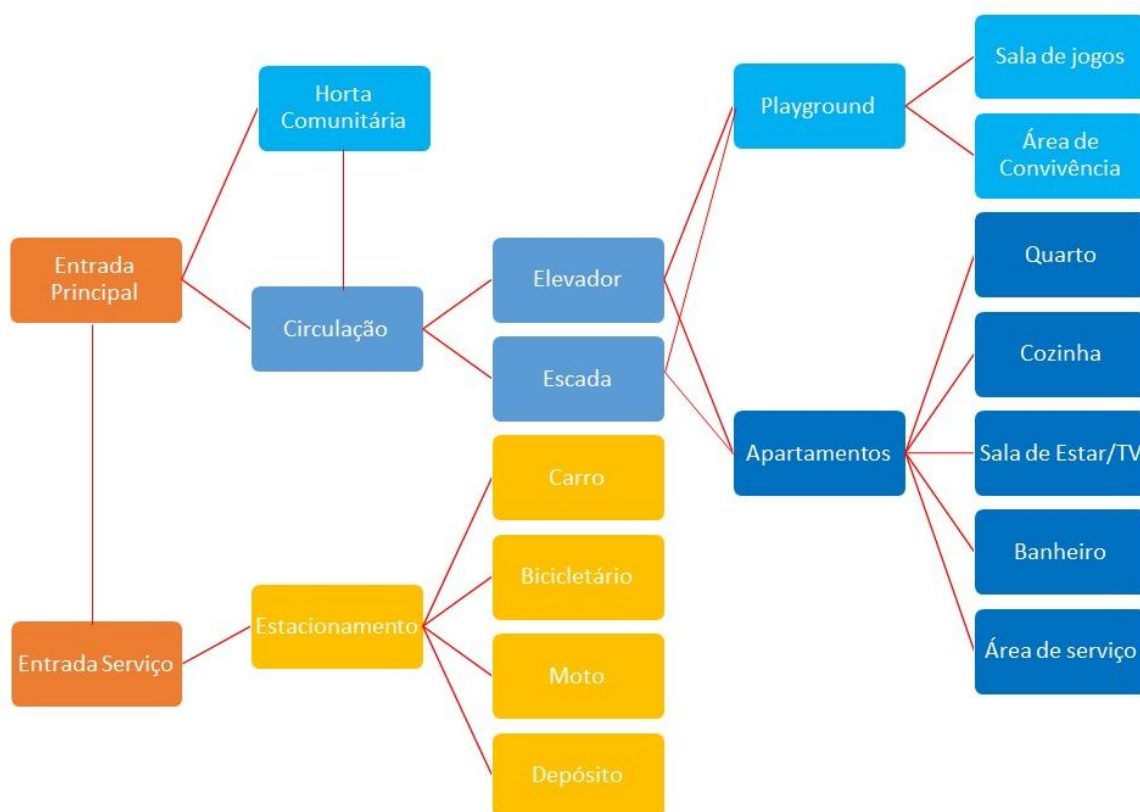 Sala de jogos
Horta
Comunitária
Playground
Área de
Convivência
Entrada
Principal
Circulação
Elevador
Quarto
Escada
Cozinha
Apartamentos
Sala de Estar/TV
Carro
Bicicletário
Banheiro
Entrada Serviço
Estacionamento
Moto
Área de serviço
Depósito